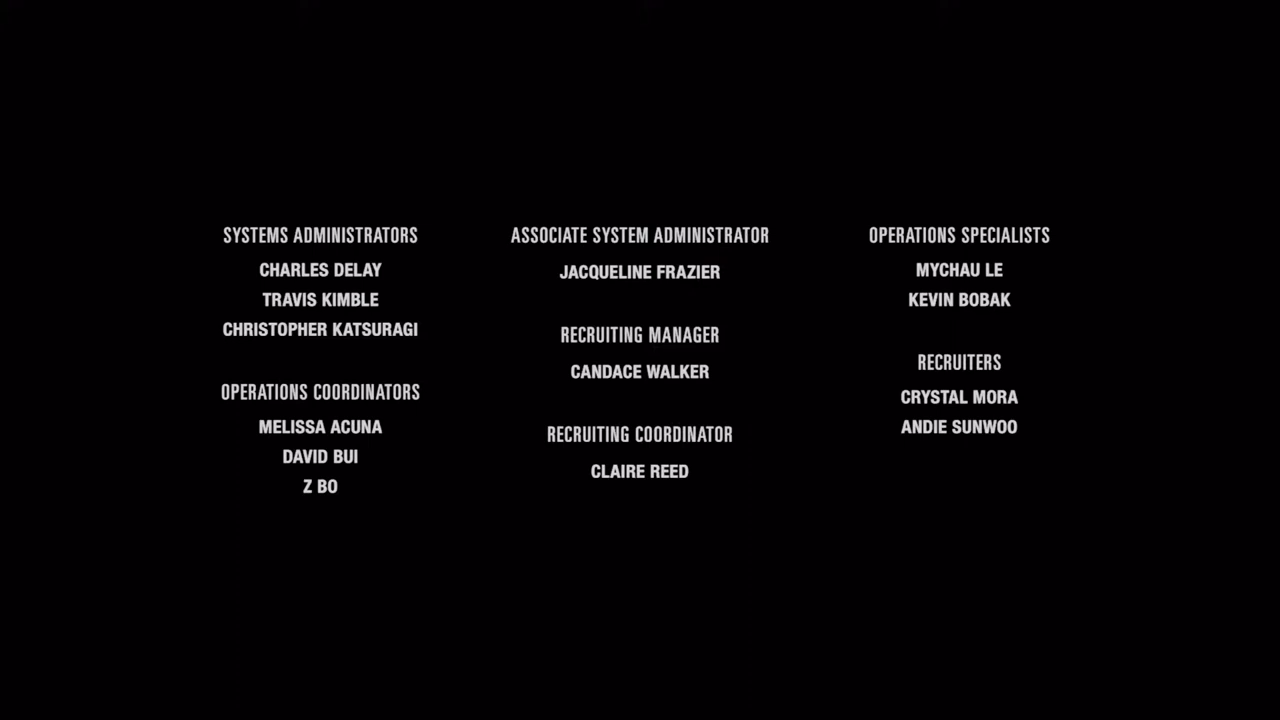 SYSTEMS ADMINISTRATORS
CHARLES DELAY
TRAVIS KIMBLE
CHRISTOPHER KATSURAGI
OPERATIONS COORDINATORS
MELISSA ACUNA
DAVID BUI
Z BO
ASSOCIATE SYSTEM ADMINISTRATOR
JACQUELINE FRAZIER
RECRUITING MANAGER
CANDACE WALKER
RECRUITING COORDINATOR
CLAIRE REED
OPERATIONS SPECIALISTS
MYCHAU LE
KEVIN BOBAK
RECRUITERS
CRYSTAL MORA
ANDIE SUNWOO